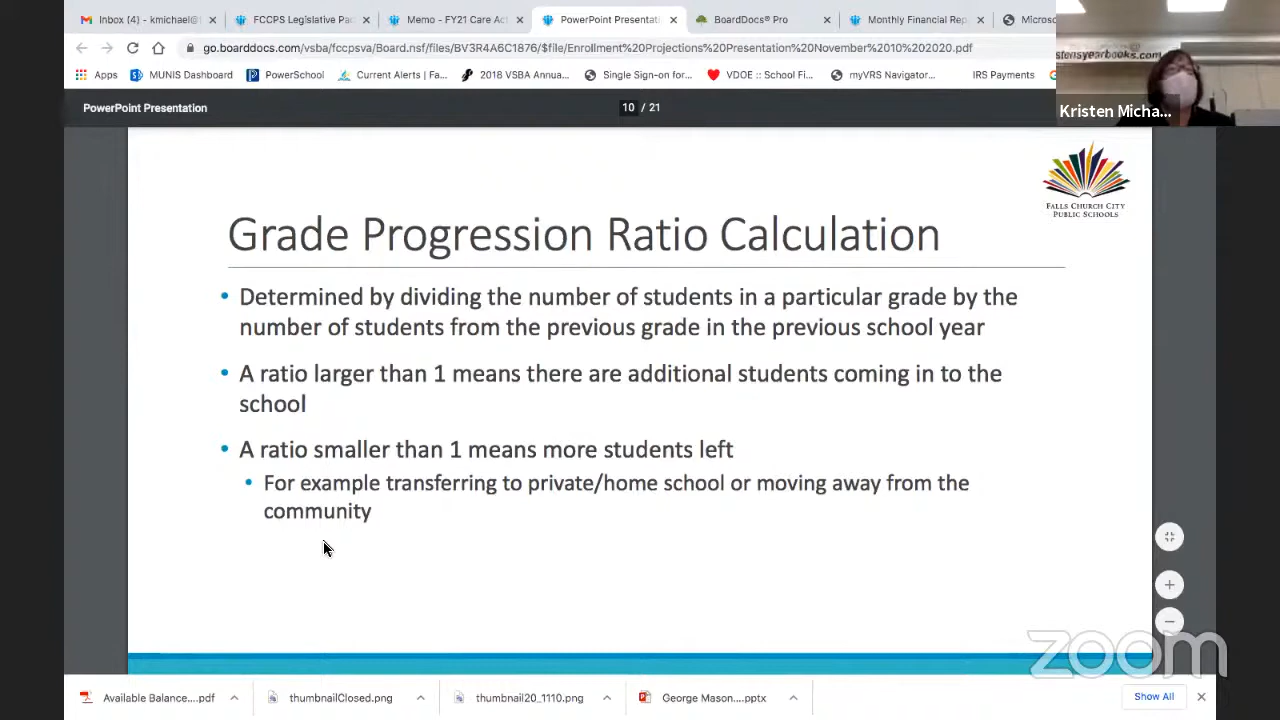 Inbox (4) - kmichael@f
FCCPS Legislative Pac
Memo - FY21 Care Ac
PowerPoint Presentati
BoardDocs® Pro
Monthly Financial Rep
Microso
go.boarddocs.com/vsba/fccpsva/Board.nsf/files/BV3R4A6C1876/$file/Enrollment%20Projections%20Presentation%20November%2010%202020.pdf
Apps
MUNIS Dashboard
PowerSchool
Current Alerts | Fa...
2018 VSBA Annua...
Single Sign-on for...
VDOE :: School Fi...
myVRS Navigator...
IRS Payments
stensyearbooks.com
Kristen Micha...
PowerPoint Presentation
10 / 21
FALLS CHURCH CITY
PUBLIC SCHOOLS
Grade Progression Ratio Calculation
• Determined by dividing the number of students in a particular grade by the
number of students from the previous grade in the previous school year
• A ratio larger than 1 means there are additional students coming in to the
school
• A ratio smaller than 1 means more students left
• For example transferring to private/home school or moving away from the
community
zoom
Available Balance....pdf
thumbnailClosed.png
thumbnail20_1110.png
George Mason....pptx
Show All